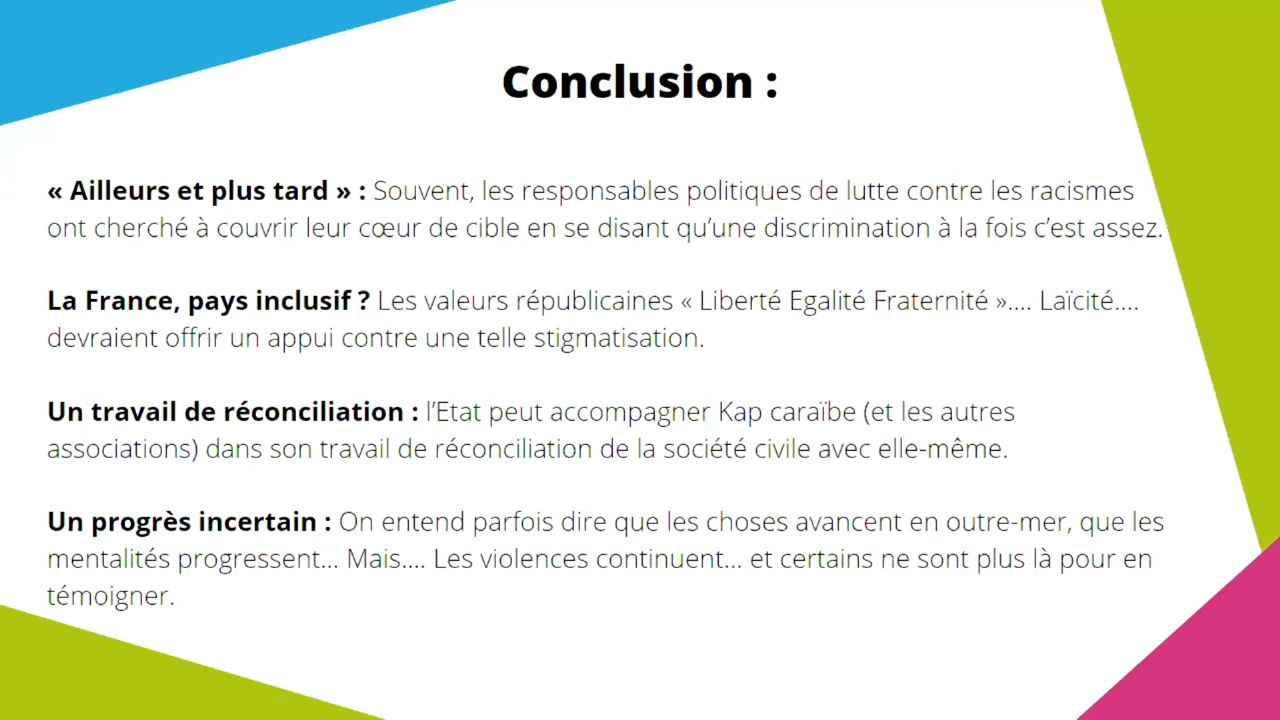 Conclusion :
« Ailleurs et plus tard » : Souvent, les responsables politiques de lutte contre les racismes
ont cherché à couvrir leur cœur de cible en se disant qu’une discrimination à la fois c’est assez.
La France, pays inclusif ? Les valeurs républicaines « Liberté Egalité Fraternité ».... Laïcité....
devraient offrir un appui contre une telle stigmatisation.
Un travail de réconciliation : l’Etat peut accompagner Kap caraïbe (et les autres
associations) dans son travail de réconciliation de la société civile avec elle-même.
Un progrès incertain : On entend parfois dire que les choses avancent en outre-mer, que les
mentalités progressent... Mais.... Les violences continuent... et certains ne sont plus là pour en
témoigner.